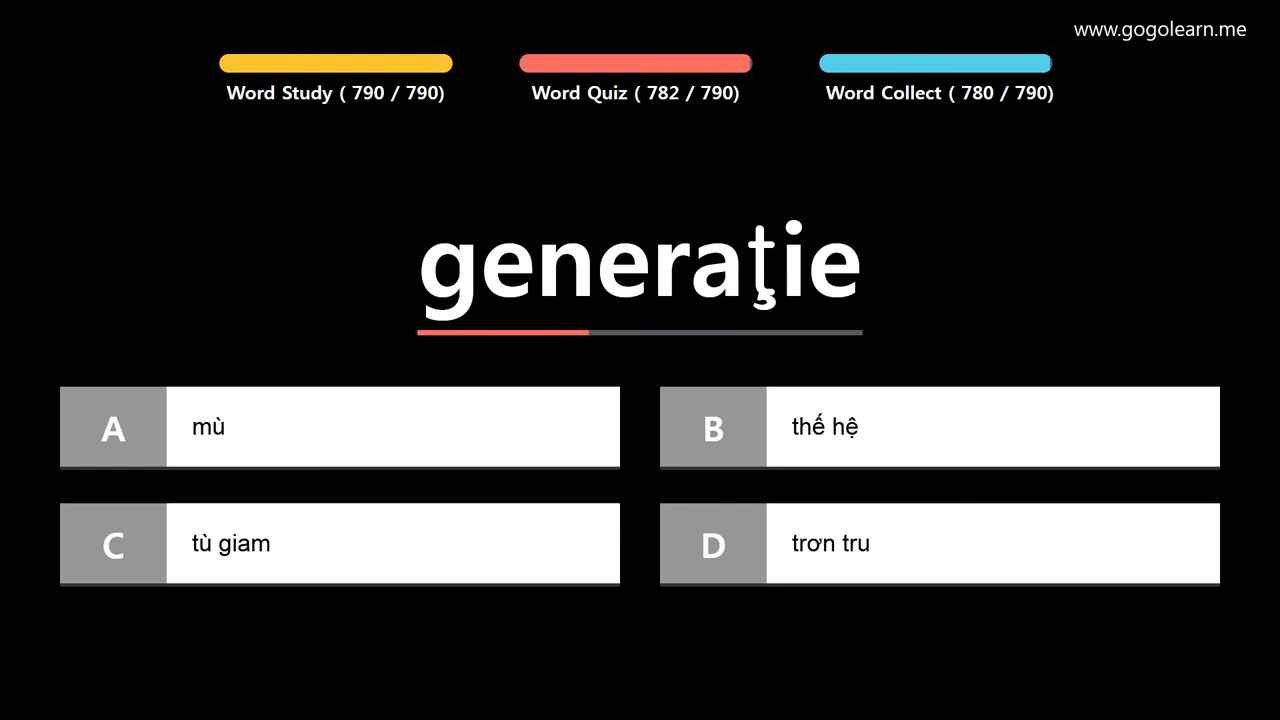 www.gogolearn.me
Word Study ( 790 / 790)
Word Quiz ( 782 / 790)
Word Collect ( 780 / 790)
generaţie
A
mù
B
thế hệ
C
tù giam
D
trơn tru